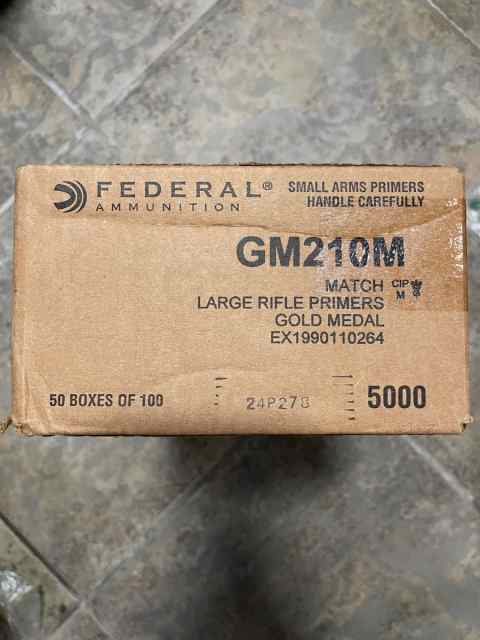 FEDERAL®
AMMUNITION
SMALL ARMS PRIMERS
HANDLE CAREFULLY
GM210M
MATCH
CIP
M
LARGE RIFLE PRIMERS
GOLD MEDAL
EX1990110264
50 BOXES OF 100
5000